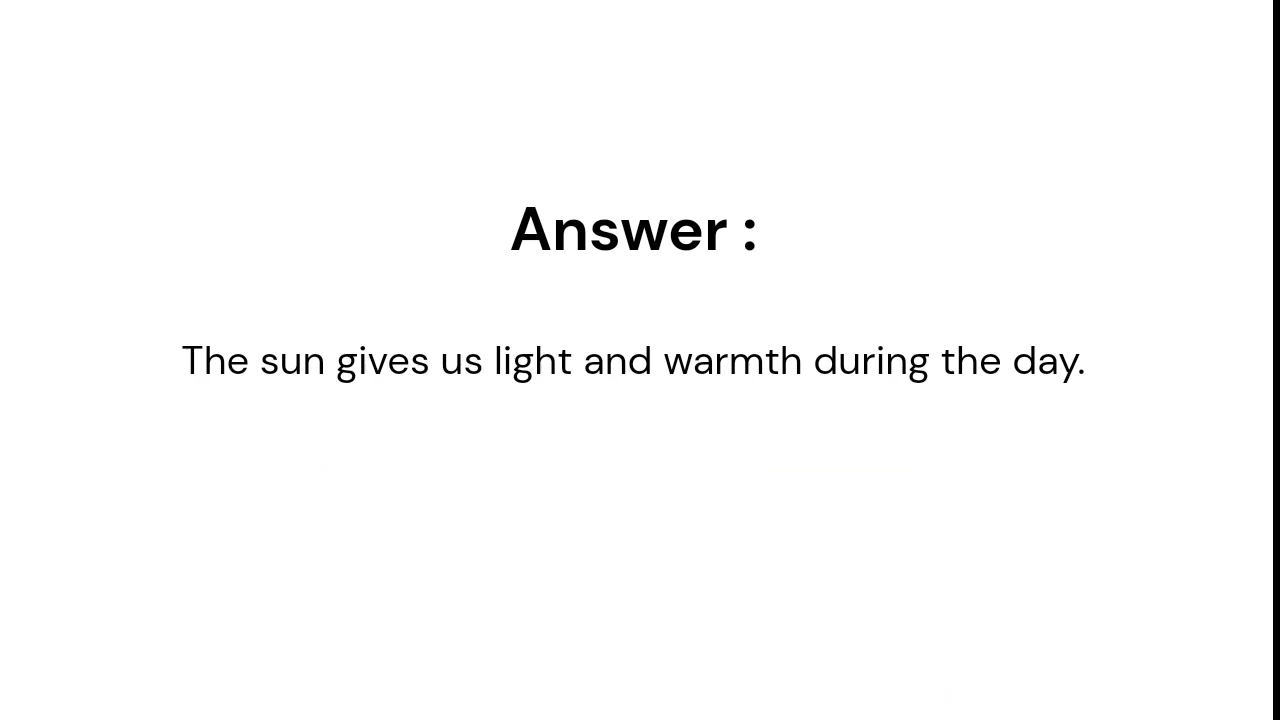 Answer :
The sun gives us light and warmth during the day.